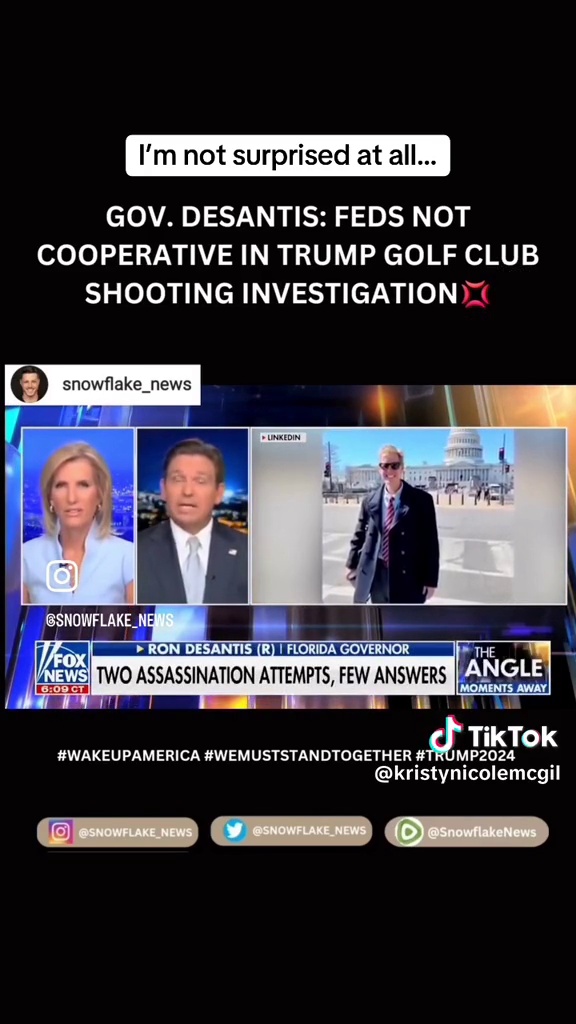 I'm not surprised at all...
GOV. DESANTIS: FEDS NOT
COOPERATIVE IN TRUMP GOLF CLUB
SHOOTING INVESTIGATION
snowflake_news
LINKEDIN
@SNOWFLAKE_NEWS
RON DESANTIS (R) | FLORIDA GOVERNOR
FOX
NEWS
6:09 CT
TWO ASSASSINATION ATTEMPTS, FEW ANSWERS
THE
ANGLE
MOMENTS AWAY
TikTok
#WAKEUPAMERICA #WEMUSTSTANDTOGETHER #TRUMP2024
@kristynicolemcgil
@SNOWFLAKE_NEWS
@SNOWFLAKE_NEWS
@SnowflakeNews